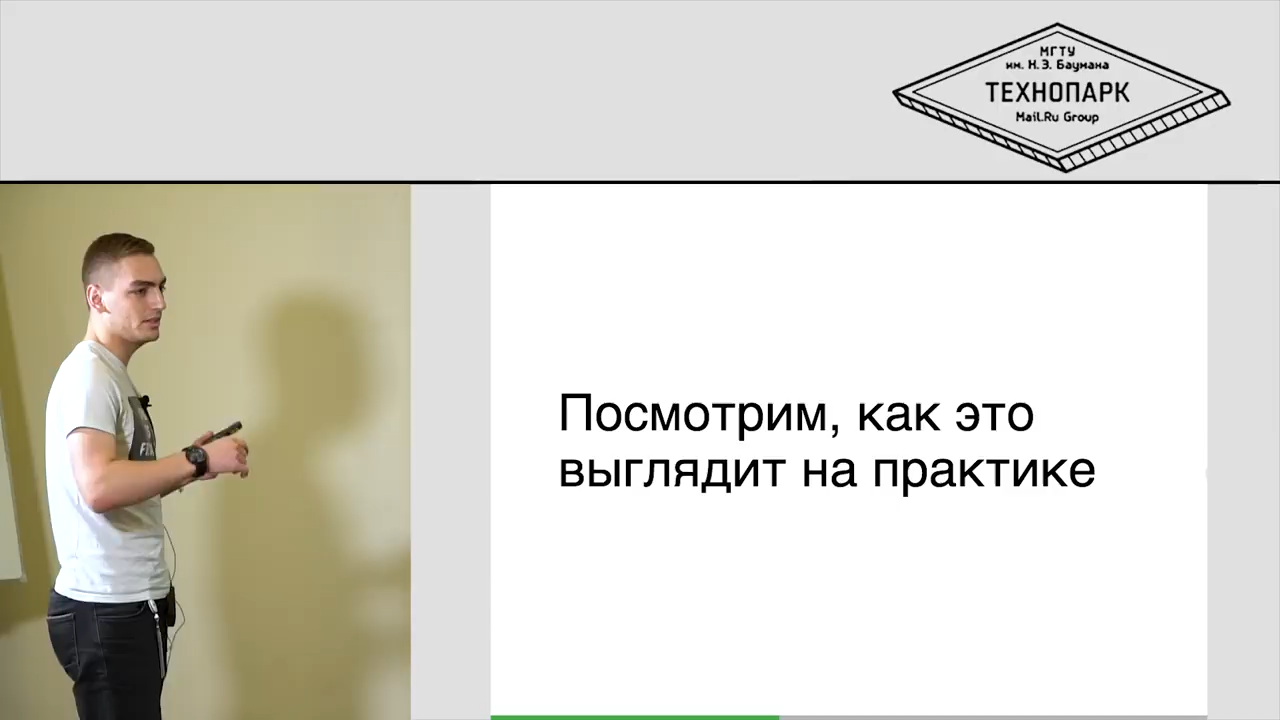 МГТУ
им. Н.Э. Баумана
ТЕХНОПАРК
Mail.Ru Group
Посмотрим, как это
выглядит на практике